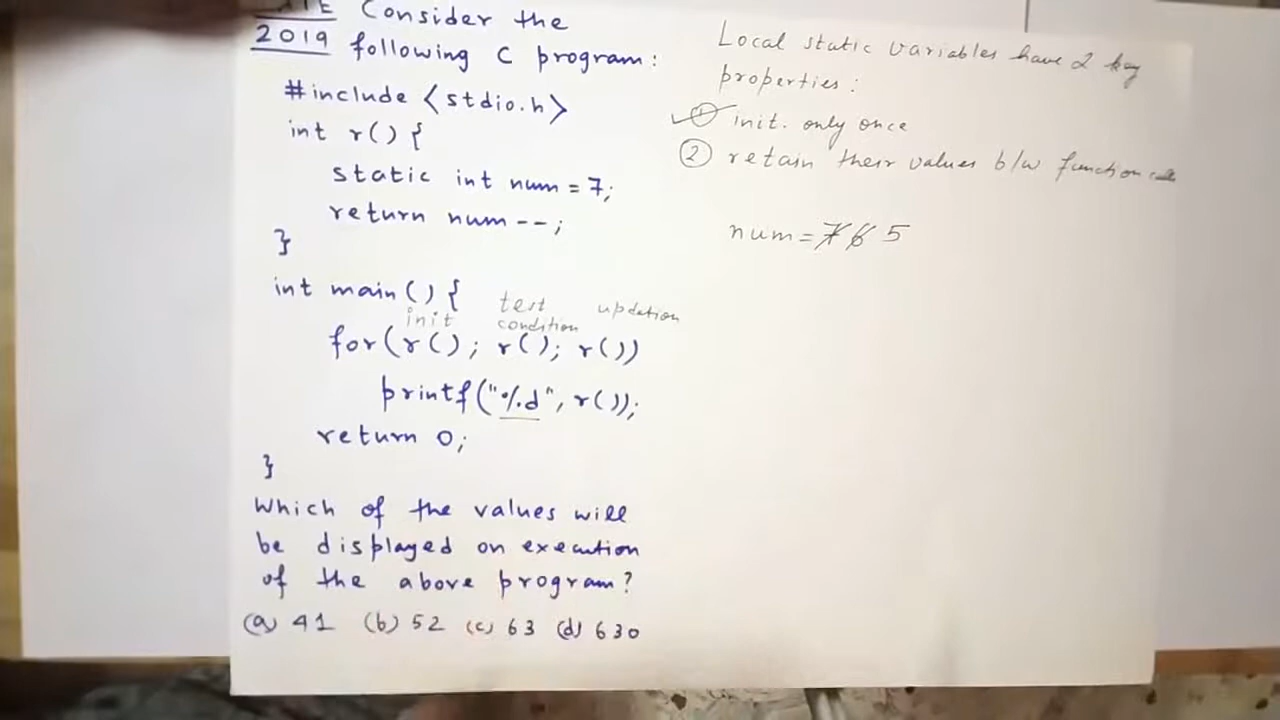 Consider the
2019 following C program:
#include <stdio.h>
int r() {
static int num = 7;
return num --;
}
int main() {
init test condition updation
for(r(); r(); r())
printf("%d", r());
return 0;
}
Which of the values will
be displayed on execution
of the above program?
(a) 41 (b) 52 (c) 63 (d) 630
Local static variables have 2 key
properties:
1 init. only once
2 retain their values b/w function
num = 7 6 5